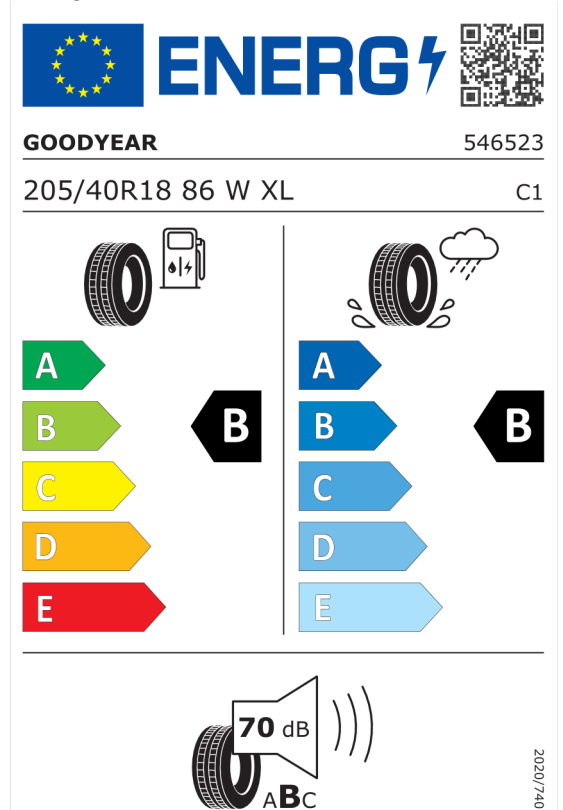 ENERG
GOODYEAR 546523
205/40R18 86 W XL C1
A A
B B B B
C C
D D
E E
70 dB
ABC
2020/740